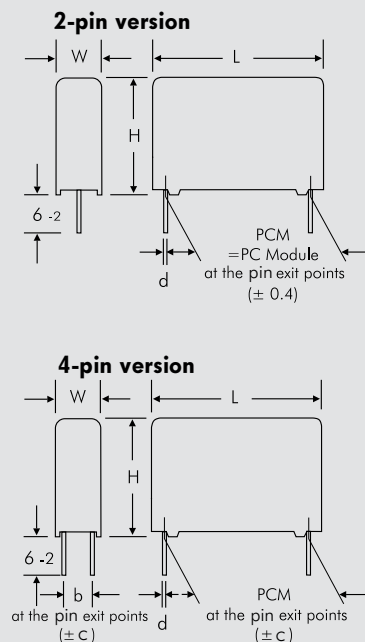 2-pin version
W
L
H
6 -2
d
PCM
=PC Module
at the pin exit points
(± 0.4)
4-pin version
W
L
H
6 -2
b
d
PCM
at the pin exit points
(± c)
at the pin exit points
(± c)